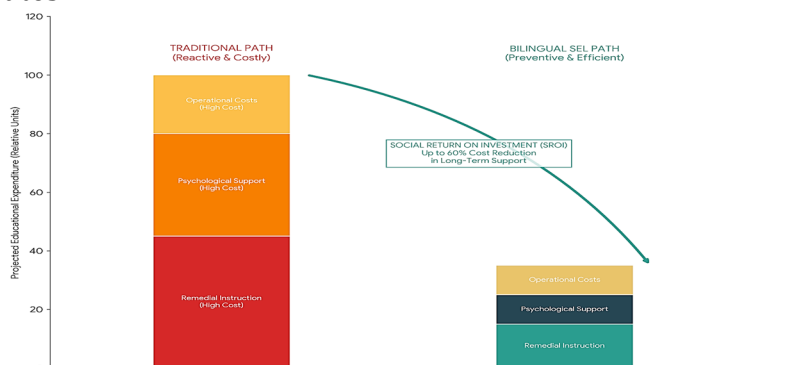 120
TRADITIONAL PATH
(Reactive & Costly)
BILINGUAL SEL PATH
(Preventive & Efficient)
100
Operational Costs
(High Cost)
80
SOCIAL RETURN ON INVESTMENT (SROI)
Up to 60% Cost Reduction
in Long-Term Support
Psychological Support
(High Cost)
60
Projected Educational Expenditure (Relative Units)
40
Operational Costs
Remedial Instruction
(High Cost)
20
Psychological Support
Remedial Instruction